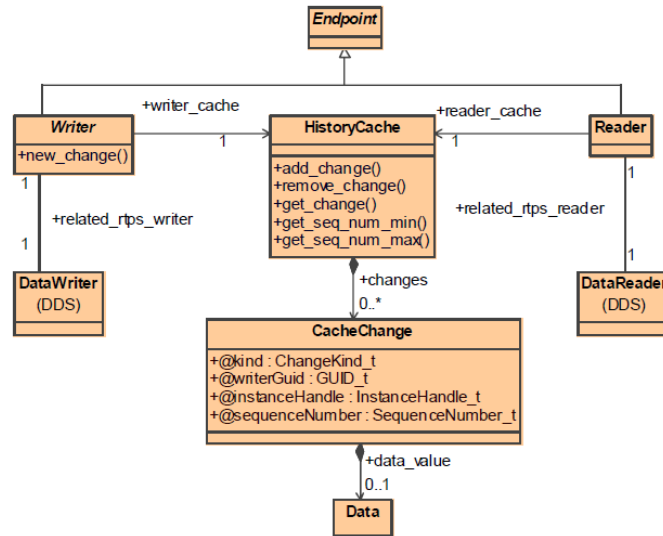 Endpoint
+writer_cache
+reader_cache
Writer
+new_change()
1
HistoryCache
+add_change()
+remove_change()
+get_change()
+get_seq_num_min()
+get_seq_num_max()
1
Reader
1
+related_rtps_writer
1
1
+related_rtps_reader
1
DataWriter
(DDS)
+changes
0..*
DataReader
(DDS)
CacheChange
+@kind : ChangeKind_t
+@writerGuid : GUID_t
+@instanceHandle : InstanceHandle_t
+@sequenceNumber : SequenceNumber_t
+data_value
0..1
Data